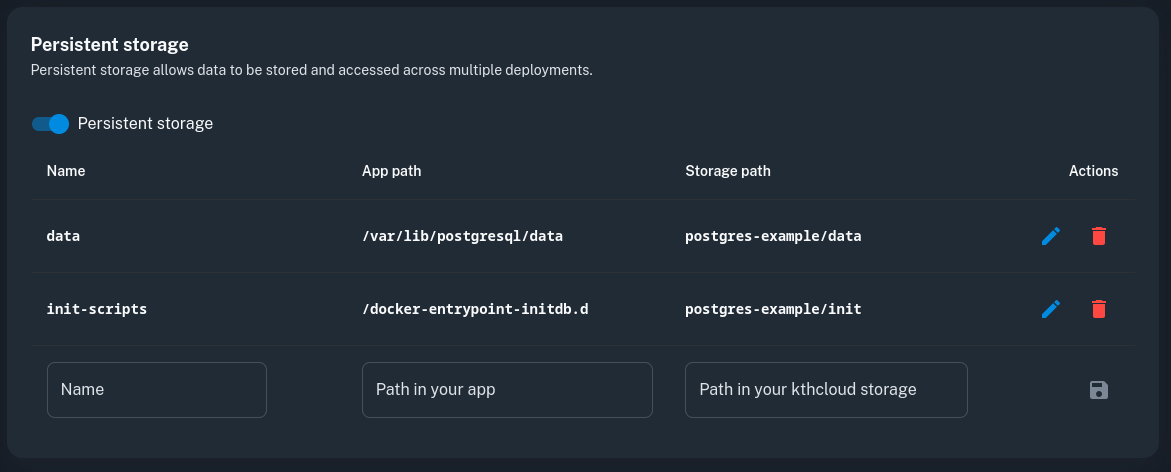 Persistent storage
Persistent storage allows data to be stored and accessed across multiple deployments.
Persistent storage
Name App path Storage path Actions
data /var/lib/postgresql/data postgres-example/data
init-scripts /docker-entrypoint-initdb.d postgres-example/init
Name Path in your app Path in your kthcloud storage